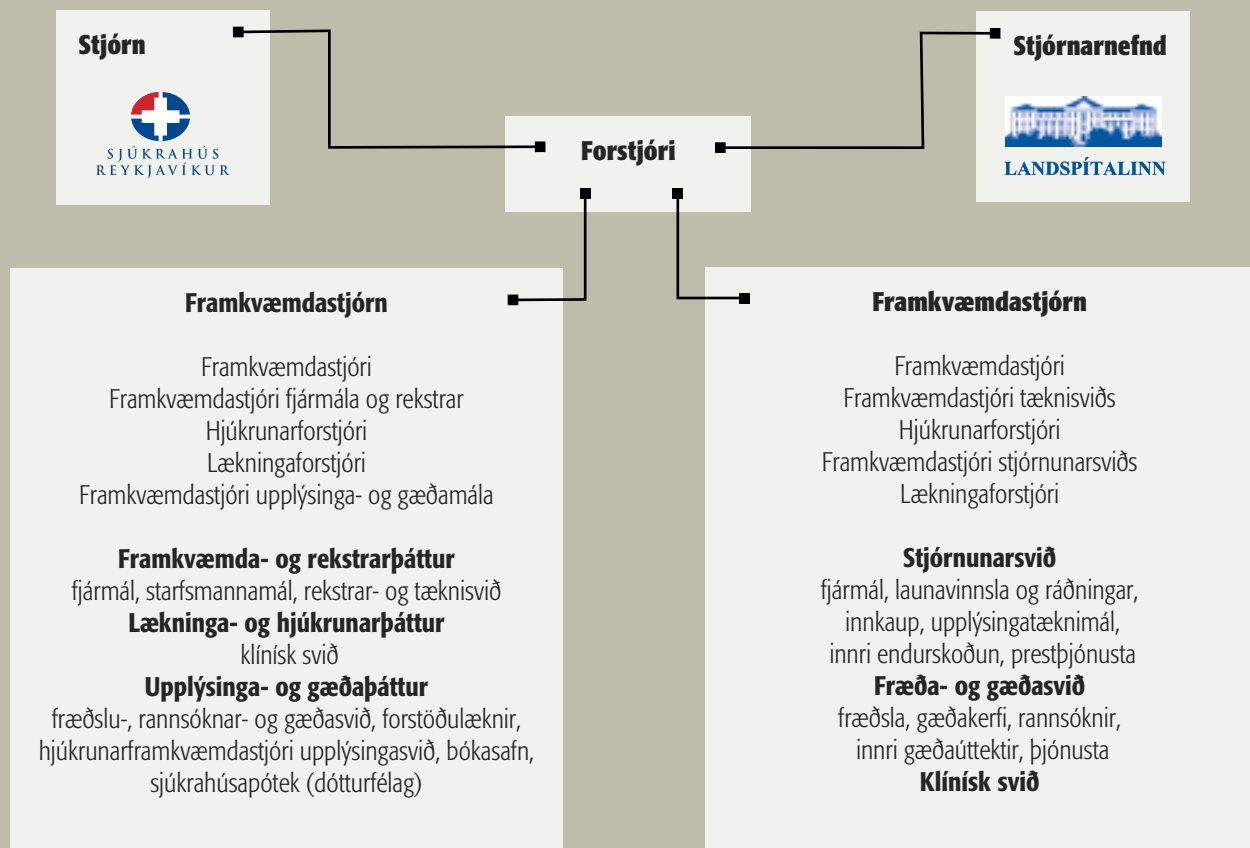 Stjórn
SJÚKRAHÚS
REYKJAVÍKUR
Stjórnarnefnd
LANDSPÍTALINN
Forstjóri
Framkvæmdastjórn
Framkvæmdastjóri
Framkvæmdastjóri fjármála og rekstrar
Hjúkrunarforstjóri
Lækningaforstjóri
Framkvæmdastjóri upplýsinga- og gæðamála
Framkvæmda- og rekstrarþáttur
fjármál, starfsmannamál, rekstrar- og tæknisvið
Lækninga- og hjúkrunarþáttur
klínísk svið
Upplýsinga- og gæðaþáttur
fræðslu-, rannsóknar- og gæðasvið, forstöðulæknir,
hjúkrunarframkvæmdastjóri upplýsingasvið, bókasafn,
sjúkrahúsapótek (dótturfélag)
Framkvæmdastjórn
Framkvæmdastjóri
Framkvæmdastjóri tæknisviðs
Hjúkrunarforstjóri
Framkvæmdastjóri stjórnunarsviðs
Lækningaforstjóri
Stjórnunarsvið
fjármál, launavinnsla og ráðningar,
innkaup, upplýsingatæknimál,
innri endurskoðun, prestþjónusta
Fræða- og gæðasvið
fræðsla, gæðakerfi, rannsóknir,
innri gæðaúttektir, þjónusta
Klínísk svið